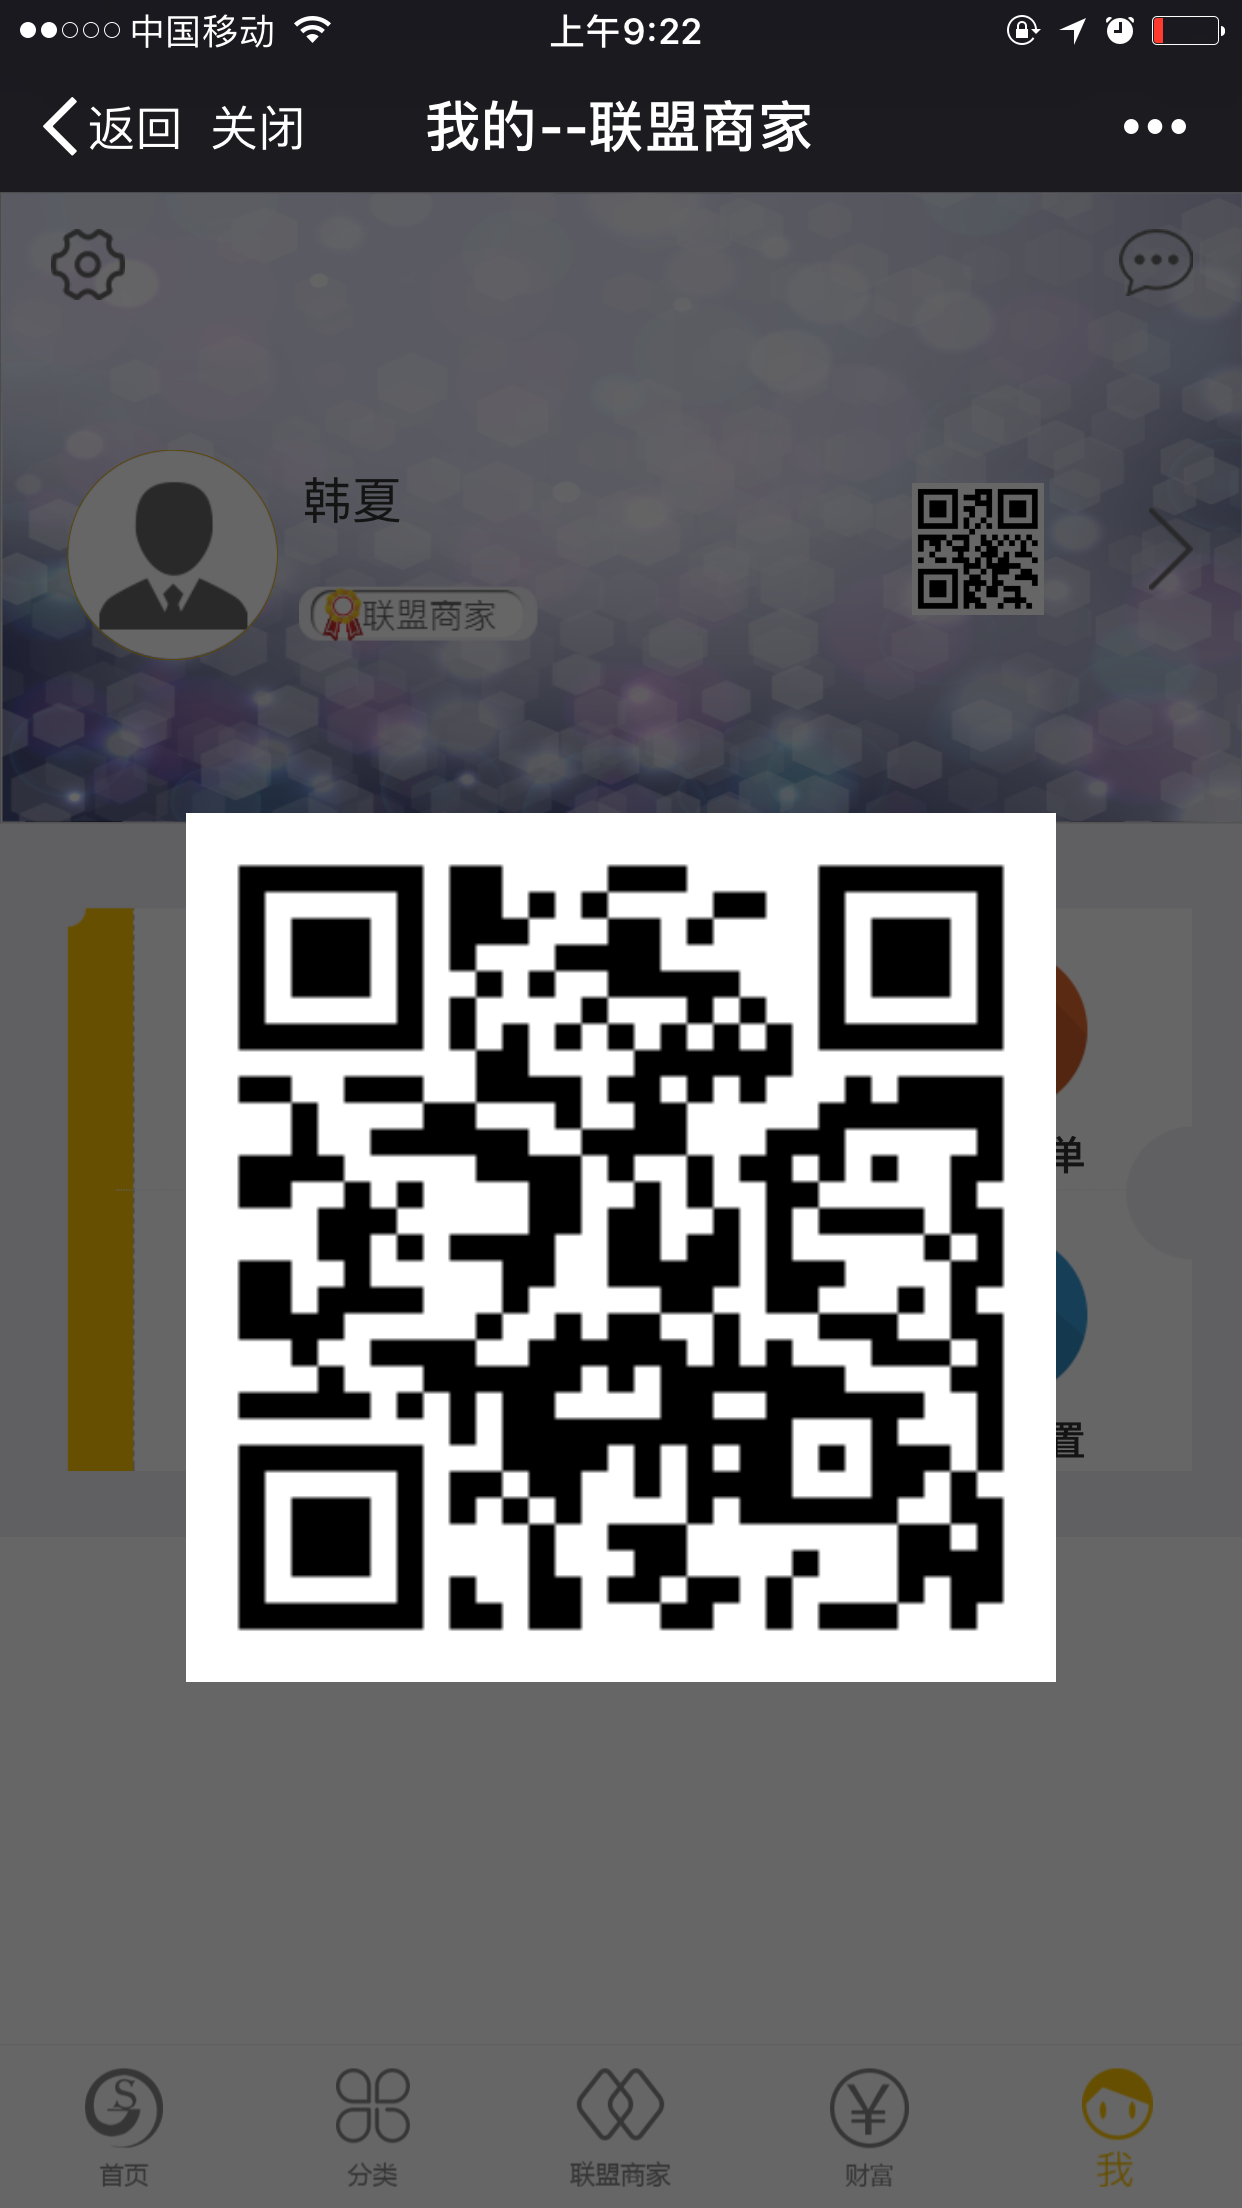 中国移动 上午9:22
返回 关闭 我的--联盟商家
韩夏
联盟商家
单
置
首页 分类 联盟商家 财富 我